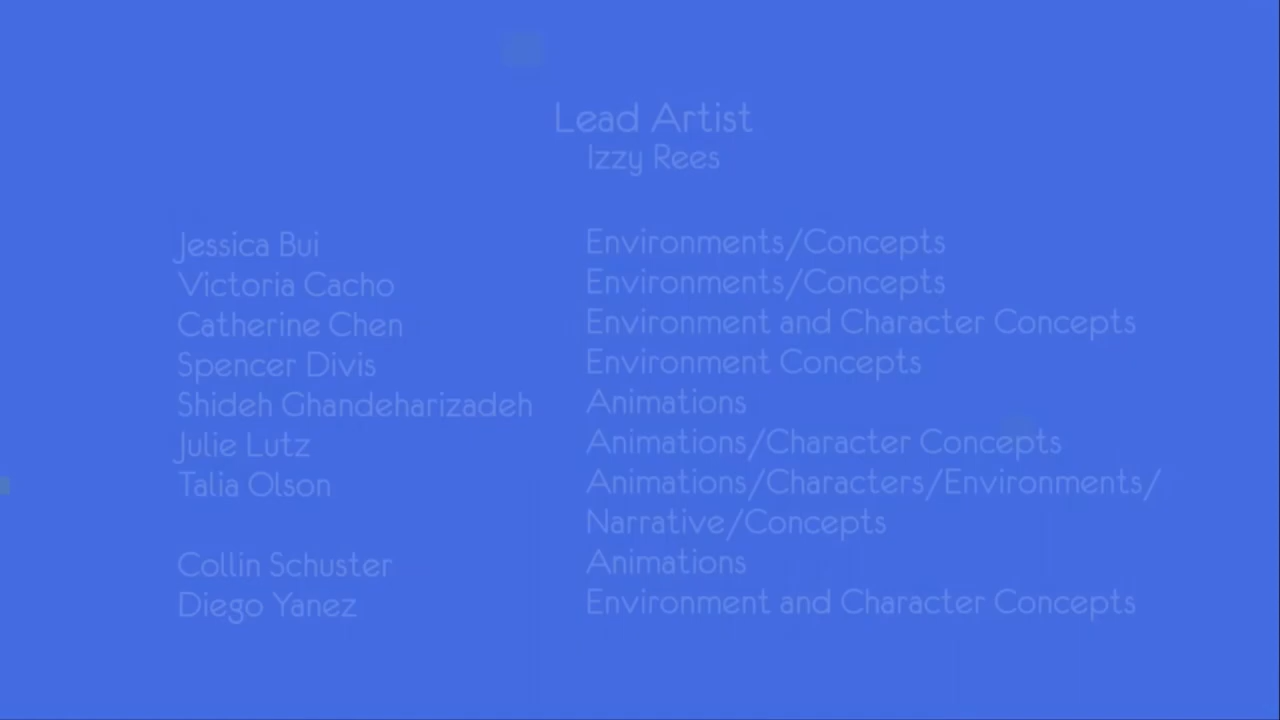 Lead Artist
Izzy Rees
Jessica Bui Environments/Concepts
Victoria Cacho Environments/Concepts
Catherine Chen Environment and Character Concepts
Spencer Divis Environment Concepts
Shideh Ghandeharizadeh Animations
Julie Lutz Animations/Character Concepts
Talia Olson Animations/Characters/Environments/
Narrative/Concepts
Collin Schuster Animations
Diego Yanez Environment and Character Concepts